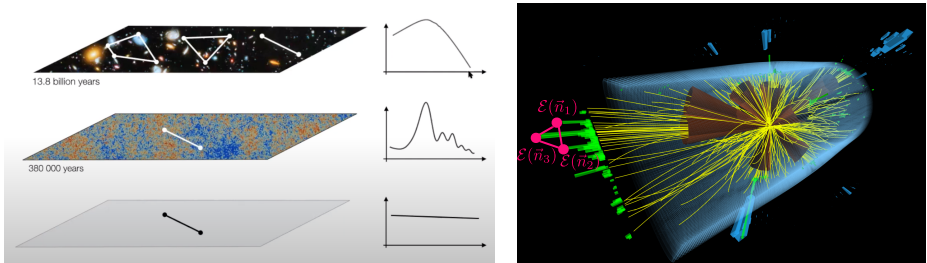 13.8 billion years
380 000 years
ℰ(n⃗₁)
ℰ(n⃗₃)
ℰ(n⃗₂)